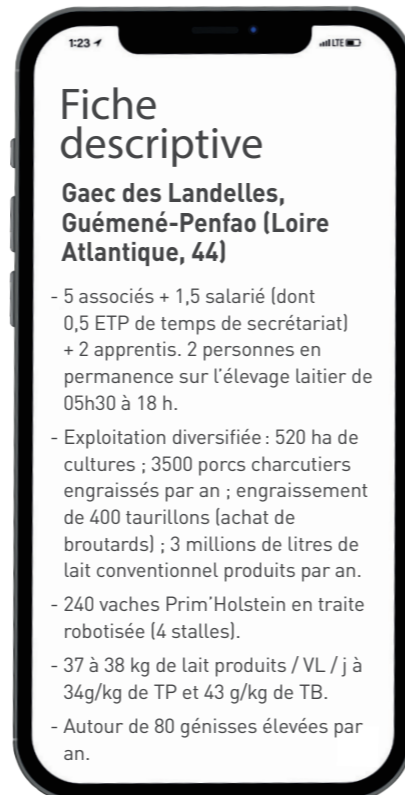 1:23
LTE
Fiche
descriptive
Gaec des Landelles,
Guémené-Penfao (Loire
Atlantique, 44)
- 5 associés + 1,5 salarié (dont
0,5 ETP de temps de secrétariat)
+ 2 apprentis. 2 personnes en
permanence sur l'élevage laitier de
05h30 à 18 h.
- Exploitation diversifiée : 520 ha de
cultures ; 3500 porcs charcutiers
engraissés par an ; engraissement
de 400 taurillons (achat de
broutards) ; 3 millions de litres de
lait conventionnel produits par an.
- 240 vaches Prim'Holstein en traite
robotisée (4 stalles).
- 37 à 38 kg de lait produits / VL / j à
34g/kg de TP et 43 g/kg de TB.
- Autour de 80 génisses élevées par
an.